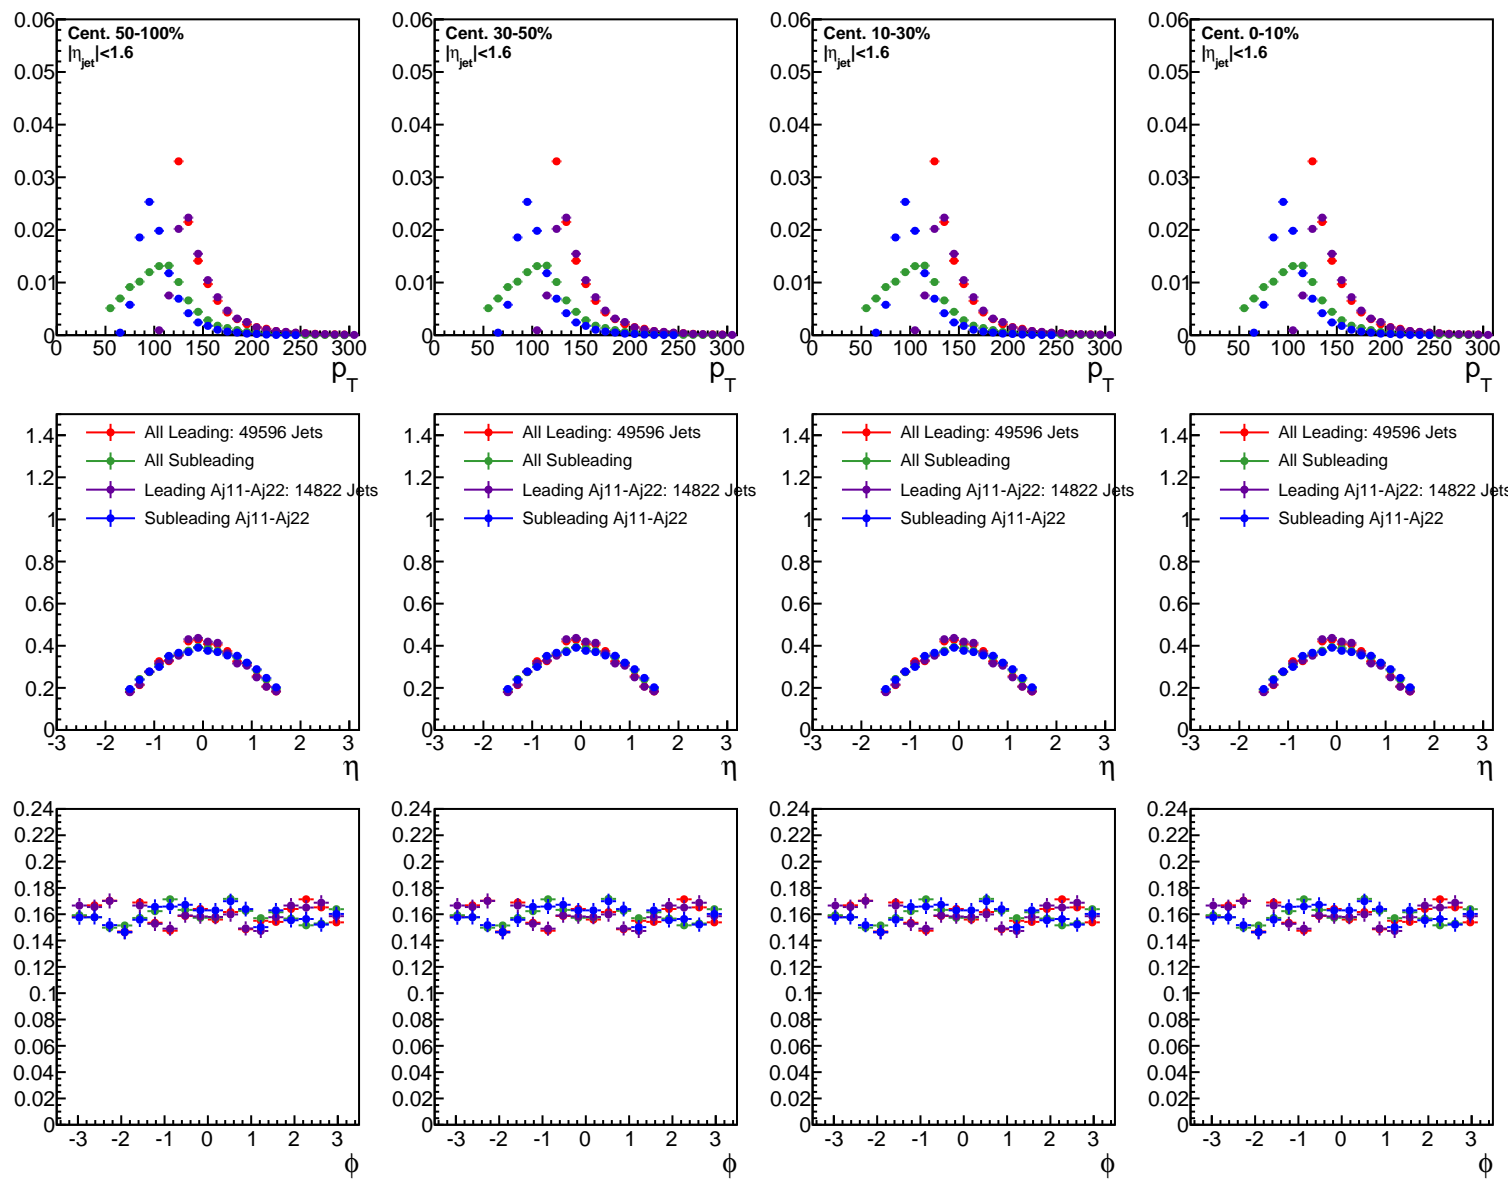 0.06 0.06 0.06 0.06
Cent. 50-100% Cent. 30-50% Cent. 10-30% Cent. 0-10%
|ηjet|<1.6 |ηjet|<1.6 |ηjet|<1.6 |ηjet|<1.6
0.05 0.05 0.05 0.05
0.04 0.04 0.04 0.04
0.03 0.03 0.03 0.03
0.02 0.02 0.02 0.02
0.01 0.01 0.01 0.01
0 0 0 0
0 50 100 150 200 250 300 0 50 100 150 200 250 300 0 50 100 150 200 250 300 0 50 100 150 200 250 300
pT pT pT pT
1.4 All Leading: 49596 Jets 1.4 All Leading: 49596 Jets 1.4 All Leading: 49596 Jets 1.4 All Leading: 49596 Jets
All Subleading All Subleading All Subleading All Subleading
1.2 Leading Aj11-Aj22: 14822 Jets 1.2 Leading Aj11-Aj22: 14822 Jets 1.2 Leading Aj11-Aj22: 14822 Jets 1.2 Leading Aj11-Aj22: 14822 Jets
1 Subleading Aj11-Aj22 1 Subleading Aj11-Aj22 1 Subleading Aj11-Aj22 1 Subleading Aj11-Aj22
0.8 0.8 0.8 0.8
0.6 0.6 0.6 0.6
0.4 0.4 0.4 0.4
0.2 0.2 0.2 0.2
0 0 0 0
-3 -2 -1 0 1 2 3 -3 -2 -1 0 1 2 3 -3 -2 -1 0 1 2 3 -3 -2 -1 0 1 2 3
η η η η
0.24 0.24 0.24 0.24
0.22 0.22 0.22 0.22
0.2 0.2 0.2 0.2
0.18 0.18 0.18 0.18
0.16 0.16 0.16 0.16
0.14 0.14 0.14 0.14
0.12 0.12 0.12 0.12
0.1 0.1 0.1 0.1
0.08 0.08 0.08 0.08
0.06 0.06 0.06 0.06
0.04 0.04 0.04 0.04
0.02 0.02 0.02 0.02
0 0 0 0
-3 -2 -1 0 1 2 3 -3 -2 -1 0 1 2 3 -3 -2 -1 0 1 2 3 -3 -2 -1 0 1 2 3
ϕ ϕ ϕ ϕ